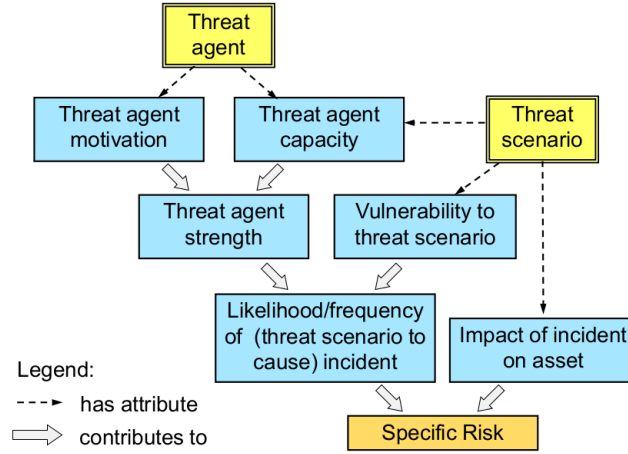 Threat
agent
Threat agent
motivation
Threat agent
capacity
Threat
scenario
Threat agent
strength
Vulnerability to
threat scenario
Likelihood/frequency
of (threat scenario to
cause) incident
Impact of incident
on asset
Legend:
has attribute
contributes to
Specific Risk